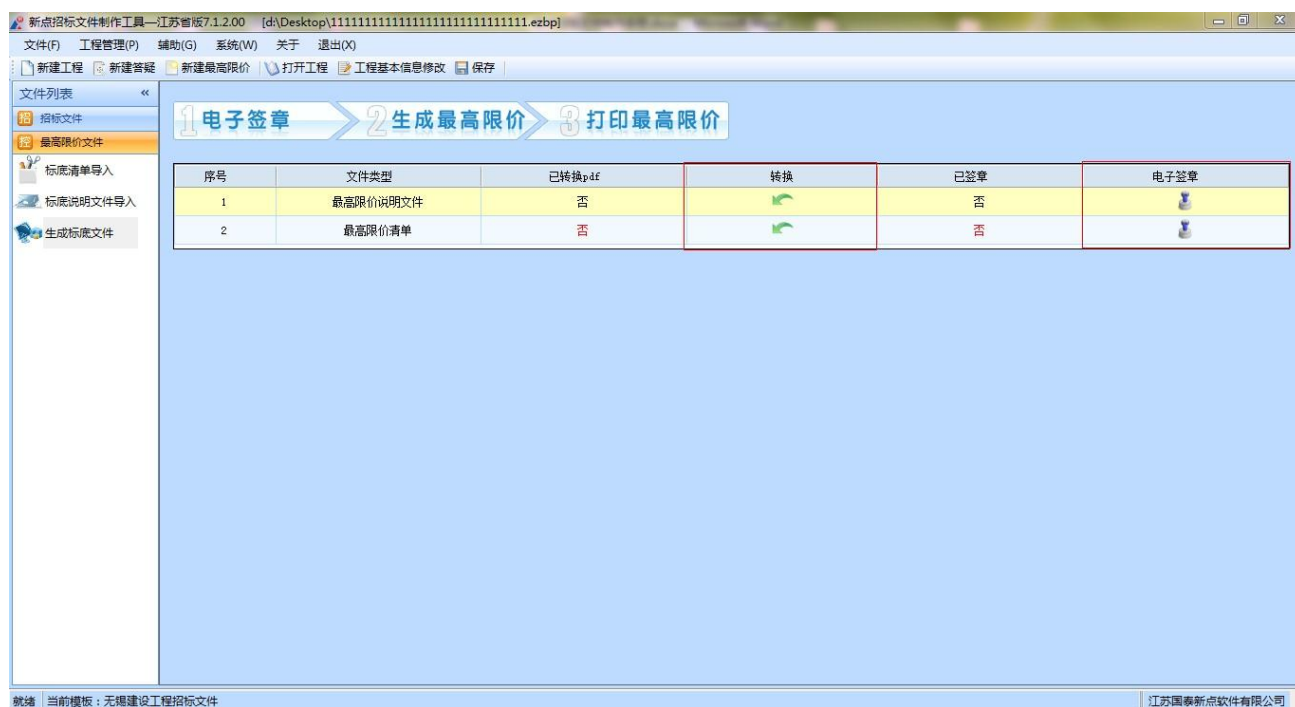 新点招标文件制作工具—江苏省版7.1.2.00 [d:\Desktop\1111111111111111111111111111.ezbp]
文件(F) 工程管理(P) 辅助(G) 系统(W) 关于 退出(X)
新建工程 新建答疑 新建最高限价 打开工程 工程基本信息修改 保存
文件列表 «
招 招标文件
控 最高限价文件
标底清单导入
标底说明文件导入
生成标底文件
1 电子签章 2 生成最高限价 3 打印最高限价
序号 文件类型 已转换pdf 转换 已签章 电子签章
1 最高限价说明文件 否 否
2 最高限价清单 否 否
就绪 当前模板：无锡建设工程招标文件 江苏国泰新点软件有限公司